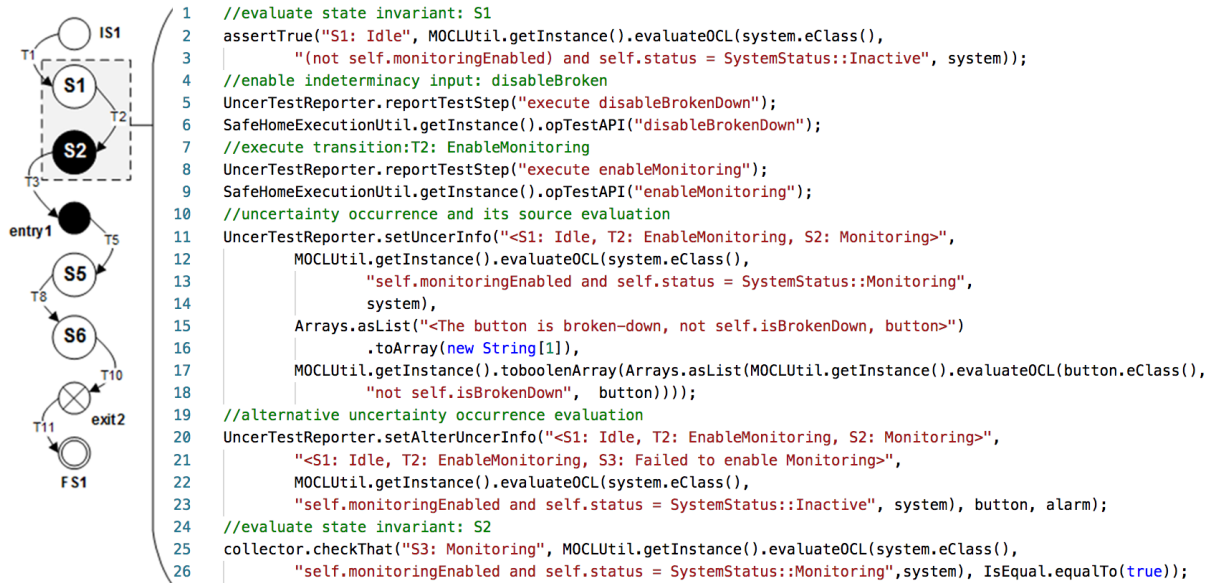 IS1
T1
S1
T2
S2
T3
entry1
T5
S5
T8
S6
T10
exit2
T11
FS1
1 //evaluate state invariant: S1
2 assertTrue("S1: Idle", MOCLUtil.getInstance().evaluateOCL(system.eClass(),
3 "(not self.monitoringEnabled) and self.status = SystemStatus::Inactive", system));
4 //enable indeterminacy input: disableBroken
5 UncerTestReporter.reportTestStep("execute disableBrokenDown");
6 SafeHomeExecutionUtil.getInstance().opTestAPI("disableBrokenDown");
7 //execute transition:T2: EnableMonitoring
8 UncerTestReporter.reportTestStep("execute enableMonitoring");
9 SafeHomeExecutionUtil.getInstance().opTestAPI("enableMonitoring");
10 //uncertainty occurrence and its source evaluation
11 UncerTestReporter.setUncerInfo("<S1: Idle, T2: EnableMonitoring, S2: Monitoring>",
12 MOCLUtil.getInstance().evaluateOCL(system.eClass(),
13 "self.monitoringEnabled and self.status = SystemStatus::Monitoring",
14 system),
15 Arrays.asList("<The button is broken-down, not self.isBrokenDown, button>")
16 .toArray(new String[1]),
17 MOCLUtil.getInstance().toboolenArray(Arrays.asList(MOCLUtil.getInstance().evaluateOCL(button.eClass(),
18 "not self.isBrokenDown", button))));
19 //alternative uncertainty occurrence evaluation
20 UncerTestReporter.setAlterUncerInfo("<S1: Idle, T2: EnableMonitoring, S2: Monitoring>",
21 "<S1: Idle, T2: EnableMonitoring, S3: Failed to enable Monitoring>",
22 MOCLUtil.getInstance().evaluateOCL(system.eClass(),
23 "self.monitoringEnabled and self.status = SystemStatus::Inactive", system), button, alarm);
24 //evaluate state invariant: S2
25 collector.checkThat("S3: Monitoring", MOCLUtil.getInstance().evaluateOCL(system.eClass(),
26 "self.monitoringEnabled and self.status = SystemStatus::Monitoring",system), IsEqual.equalTo(true));